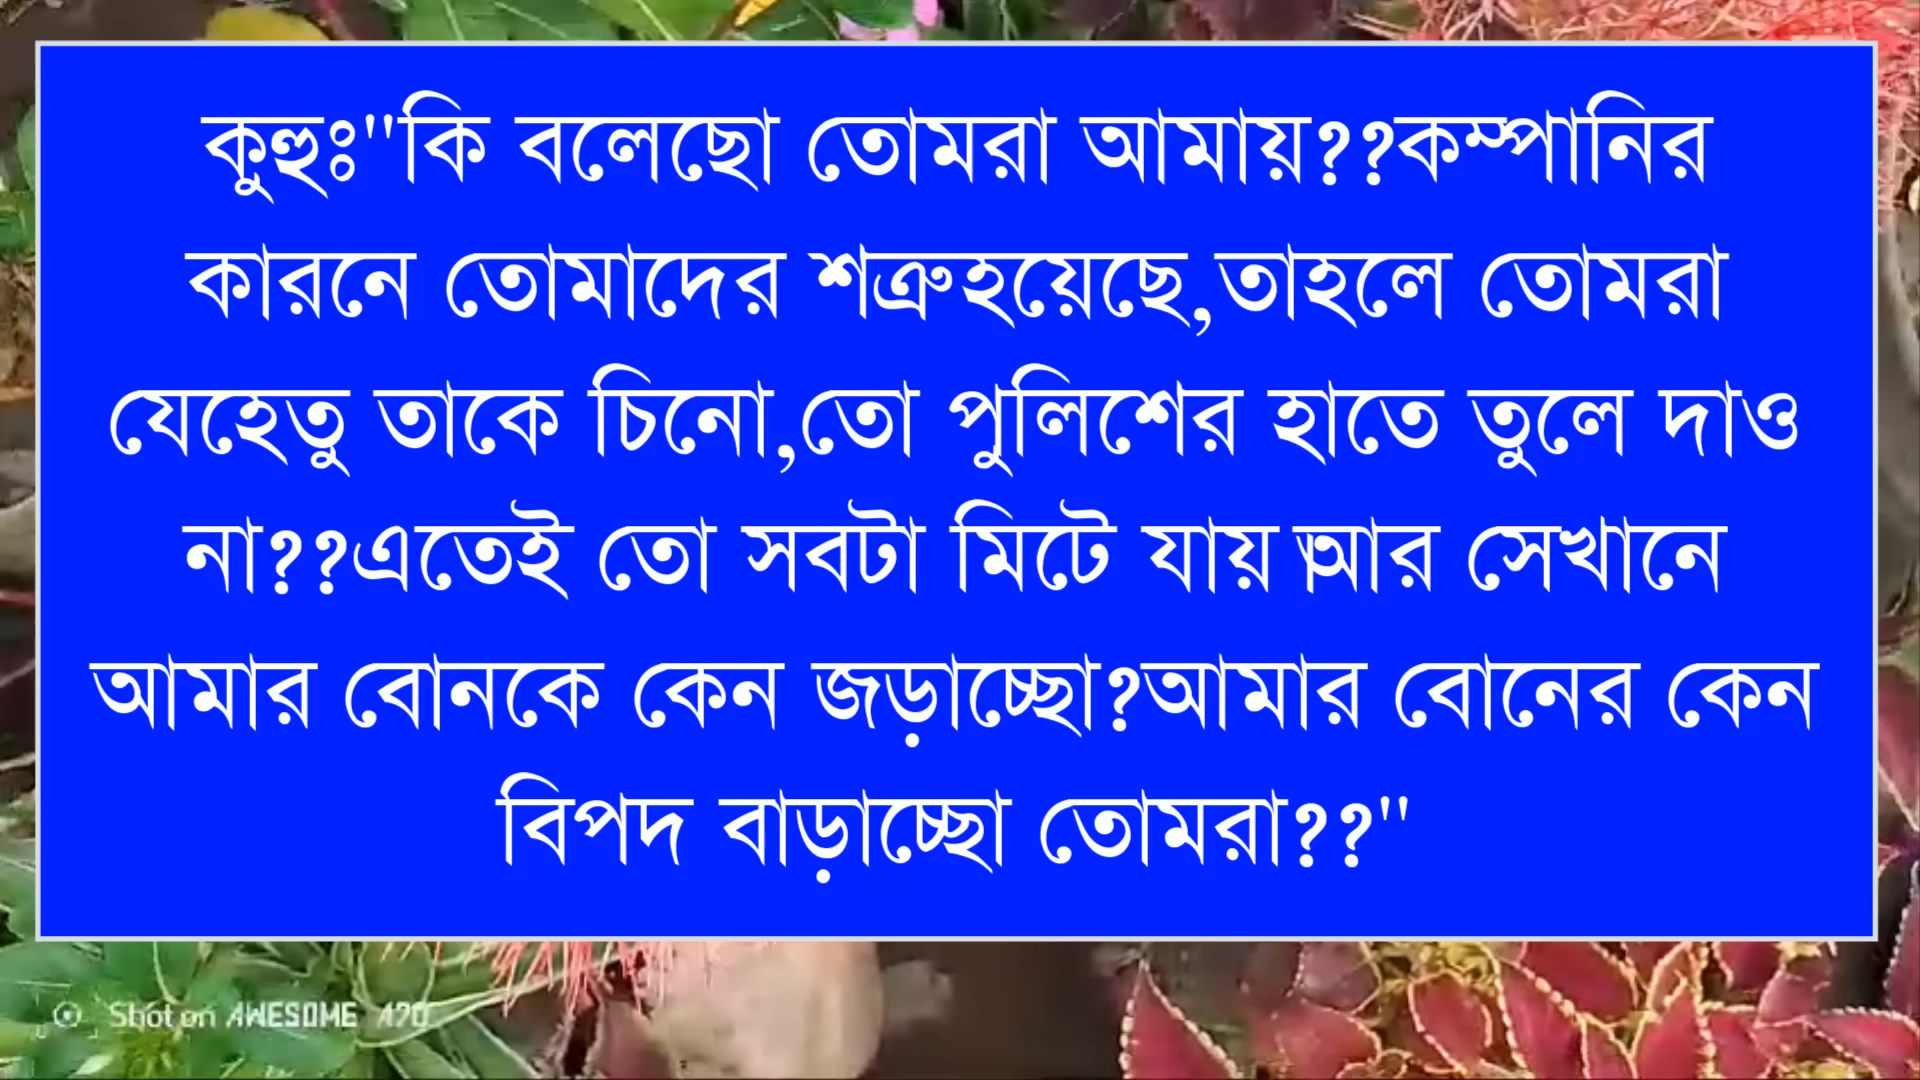 কুহুঃ"কি বলেছো তোমরা আমায়??কম্পানির
কারনে তোমাদের শত্রুহয়েছে,তাহলে তোমরা
যেহেতু তাকে চিনো,তো পুলিশের হাতে তুলে দাও
না??এতেই তো সবটা মিটে যায়।আর সেখানে
আমার বোনকে কেন জড়াচ্ছো?আমার বোনের কেন
বিপদ বাড়াচ্ছো তোমরা??"
Shot on AWESOME A70